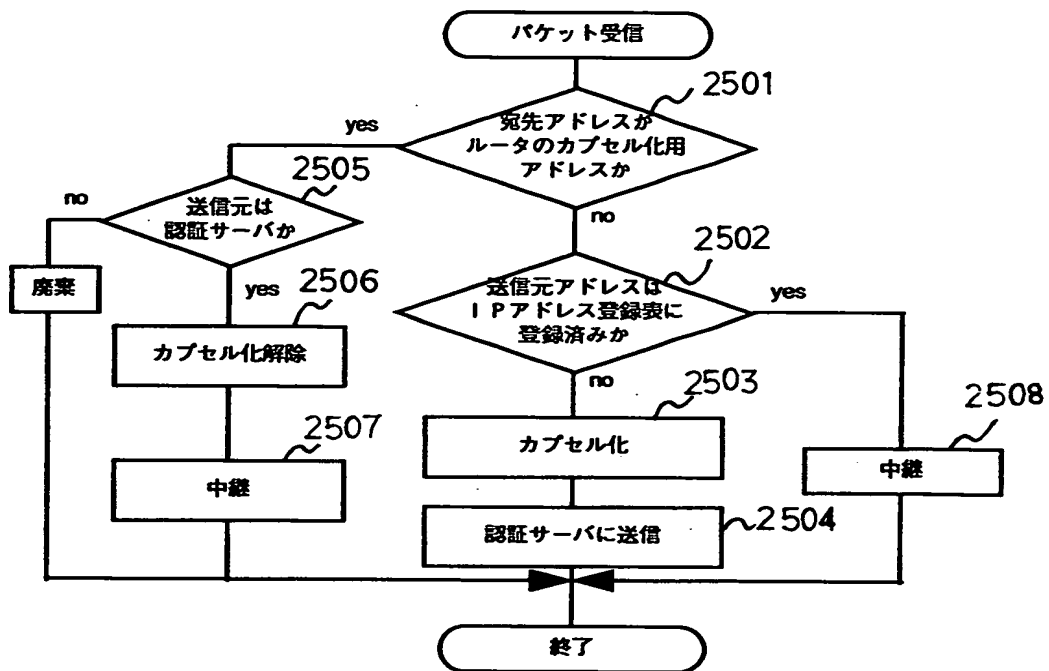 パケット受信
2501
宛先アドレスが
ルータのカプセル化用
アドレスか
yes
no
2505
送信元は
認証サーバか
no
yes
廃棄
2506
カプセル化解除
2507
中継
2502
送信元アドレスは
IPアドレス登録表に
登録済みか
yes
no
2503
カプセル化
2504
認証サーバに送信
2508
中継
終了